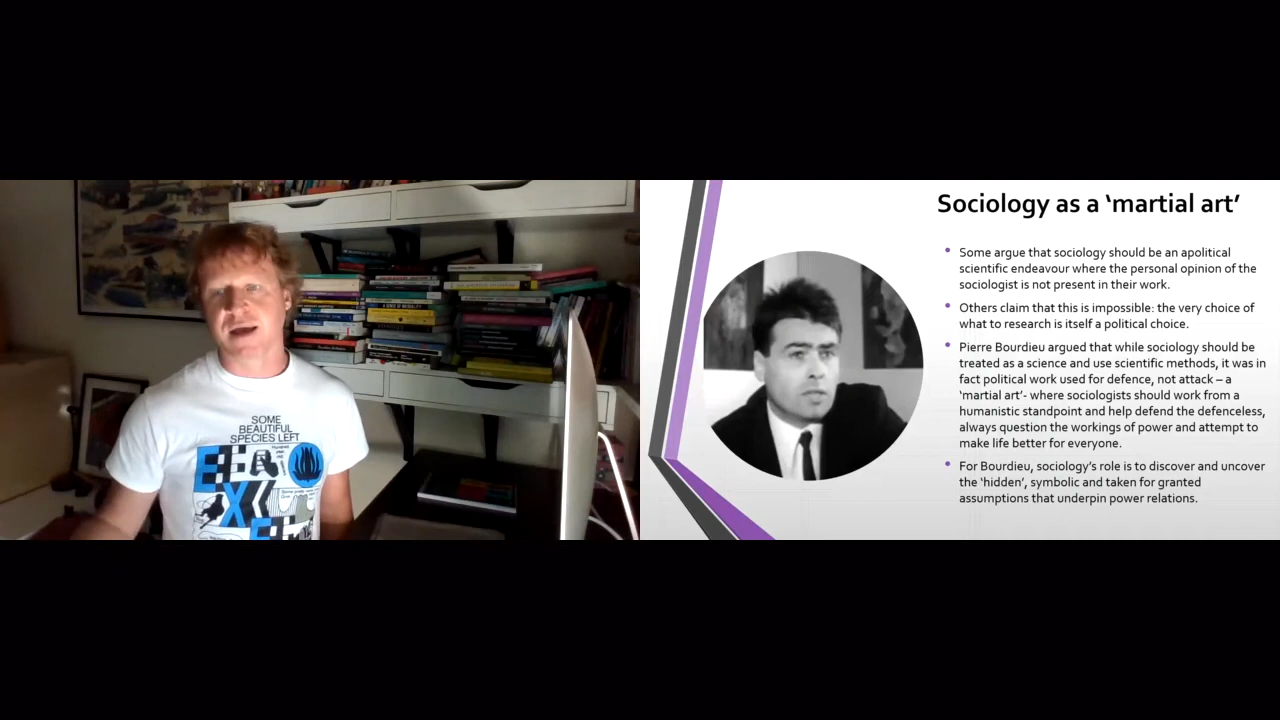 SOME
BEAUTIFUL
SPECIES LEFT
Sociology as a ‘martial art’
Some argue that sociology should be an apolitical
scientific endeavour where the personal opinion of the
sociologist is not present in their work.
Others claim that this is impossible: the very choice of
what to research is itself a political choice.
Pierre Bourdieu argued that while sociology should be
treated as a science and use scientific methods, it was in
fact political work used for defence, not attack – a
‘martial art’- where sociologists should work from a
humanistic standpoint and help defend the defenceless,
always question the workings of power and attempt to
make life better for everyone.
For Bourdieu, sociology’s role is to discover and uncover
the ‘hidden’, symbolic and taken for granted
assumptions that underpin power relations.